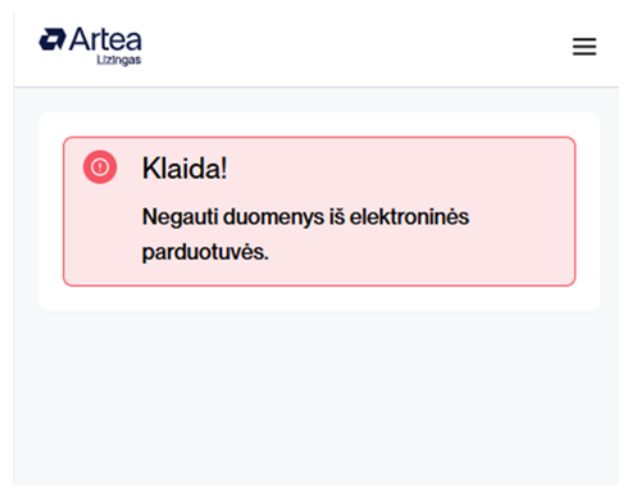 Artea
Lizingas
Klaida!
Negauti duomenys iš elektroninės
parduotuvės.